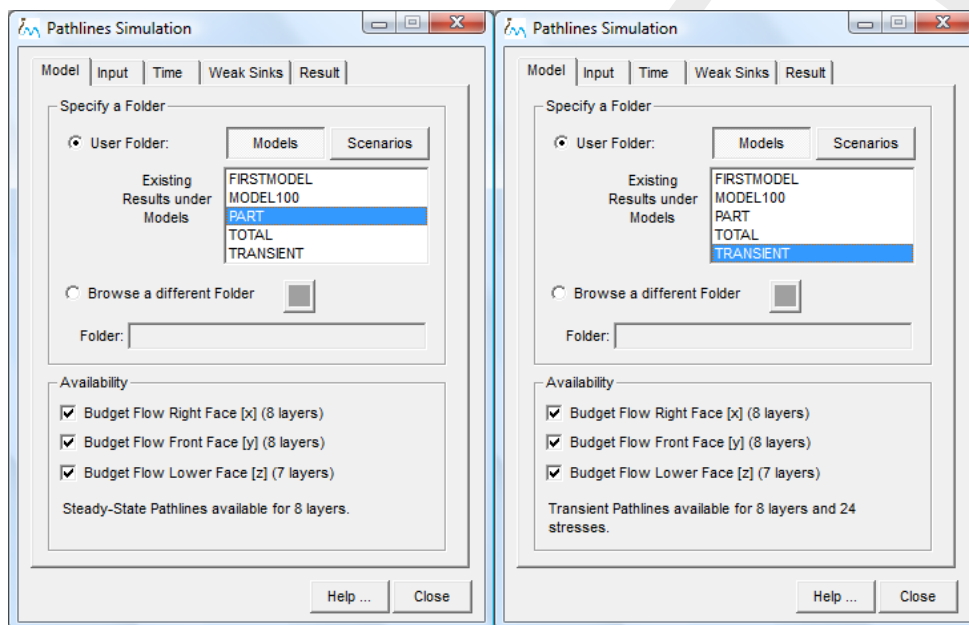 Pathlines Simulation
Model Input Time Weak Sinks Result
Specify a Folder
User Folder: Models Scenarios
Existing
Results under
Models
FIRSTMODEL
MODEL100
PART
TOTAL
TRANSIENT
Browse a different Folder
Folder:
Availability
Budget Flow Right Face [x] (8 layers)
Budget Flow Front Face [y] (8 layers)
Budget Flow Lower Face [z] (7 layers)
Steady-State Pathlines available for 8 layers.
Help ... Close
Pathlines Simulation
Model Input Time Weak Sinks Result
Specify a Folder
User Folder: Models Scenarios
Existing
Results under
Models
FIRSTMODEL
MODEL100
PART
TOTAL
TRANSIENT
Browse a different Folder
Folder:
Availability
Budget Flow Right Face [x] (8 layers)
Budget Flow Front Face [y] (8 layers)
Budget Flow Lower Face [z] (7 layers)
Transient Pathlines available for 8 layers and 24
stresses.
Help ... Close